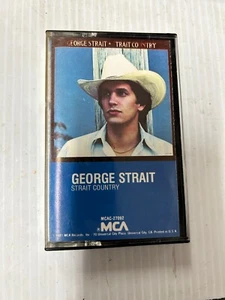 GEORGE STRAIT • STRAIT COUNTRY
GEORGE STRAIT
STRAIT COUNTRY
MCAC-27092
MCA